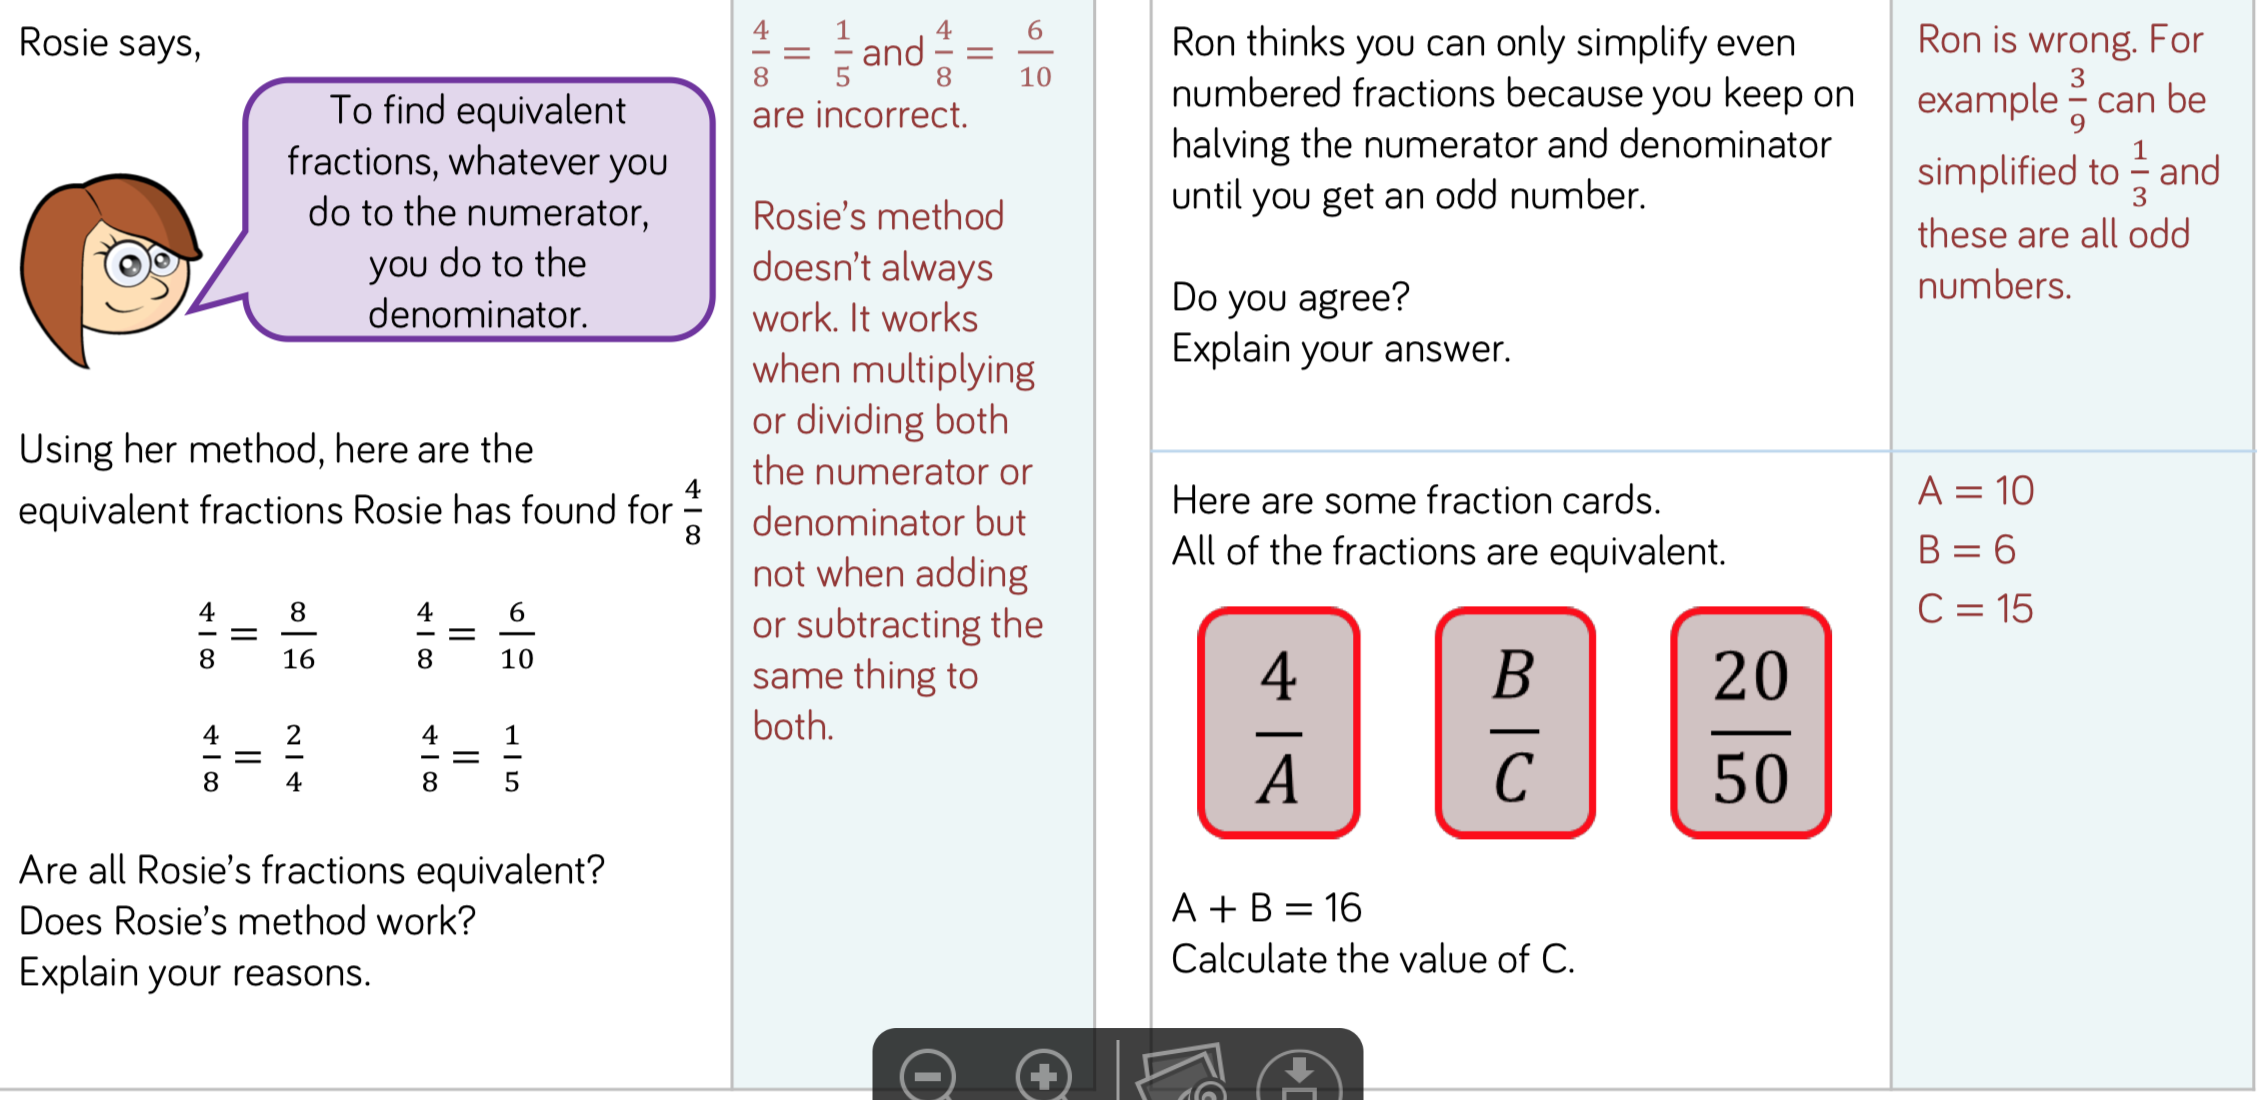 Rosie says,
To find equivalent
fractions, whatever you
do to the numerator,
you do to the
denominator.
Using her method, here are the
equivalent fractions Rosie has found for 4/8
4/8 = 8/16 4/8 = 6/10
4/8 = 2/4 4/8 = 1/5
Are all Rosie's fractions equivalent?
Does Rosie's method work?
Explain your reasons.
4/8 = 1/5 and 4/8 = 6/10
are incorrect.
Rosie's method
doesn't always
work. It works
when multiplying
or dividing both
the numerator or
denominator but
not when adding
or subtracting the
same thing to
both.
Ron thinks you can only simplify even
numbered fractions because you keep on
halving the numerator and denominator
until you get an odd number.
Do you agree?
Explain your answer.
Ron is wrong. For
example 3/9 can be
simplified to 1/3 and
these are all odd
numbers.
Here are some fraction cards.
All of the fractions are equivalent.
4/A B/C 20/50
A + B = 16
Calculate the value of C.
A = 10
B = 6
C = 15